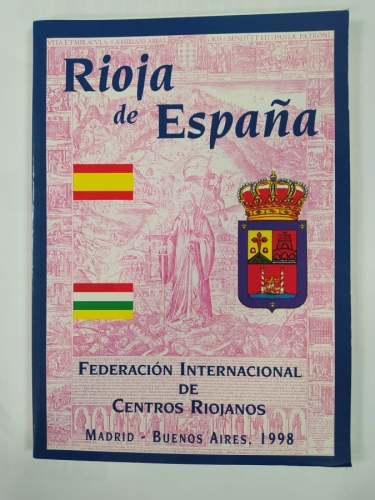 Rioja
de España
FEDERACIÓN INTERNACIONAL
DE
CENTROS RIOJANOS
MADRID - BUENOS AIRES, 1998